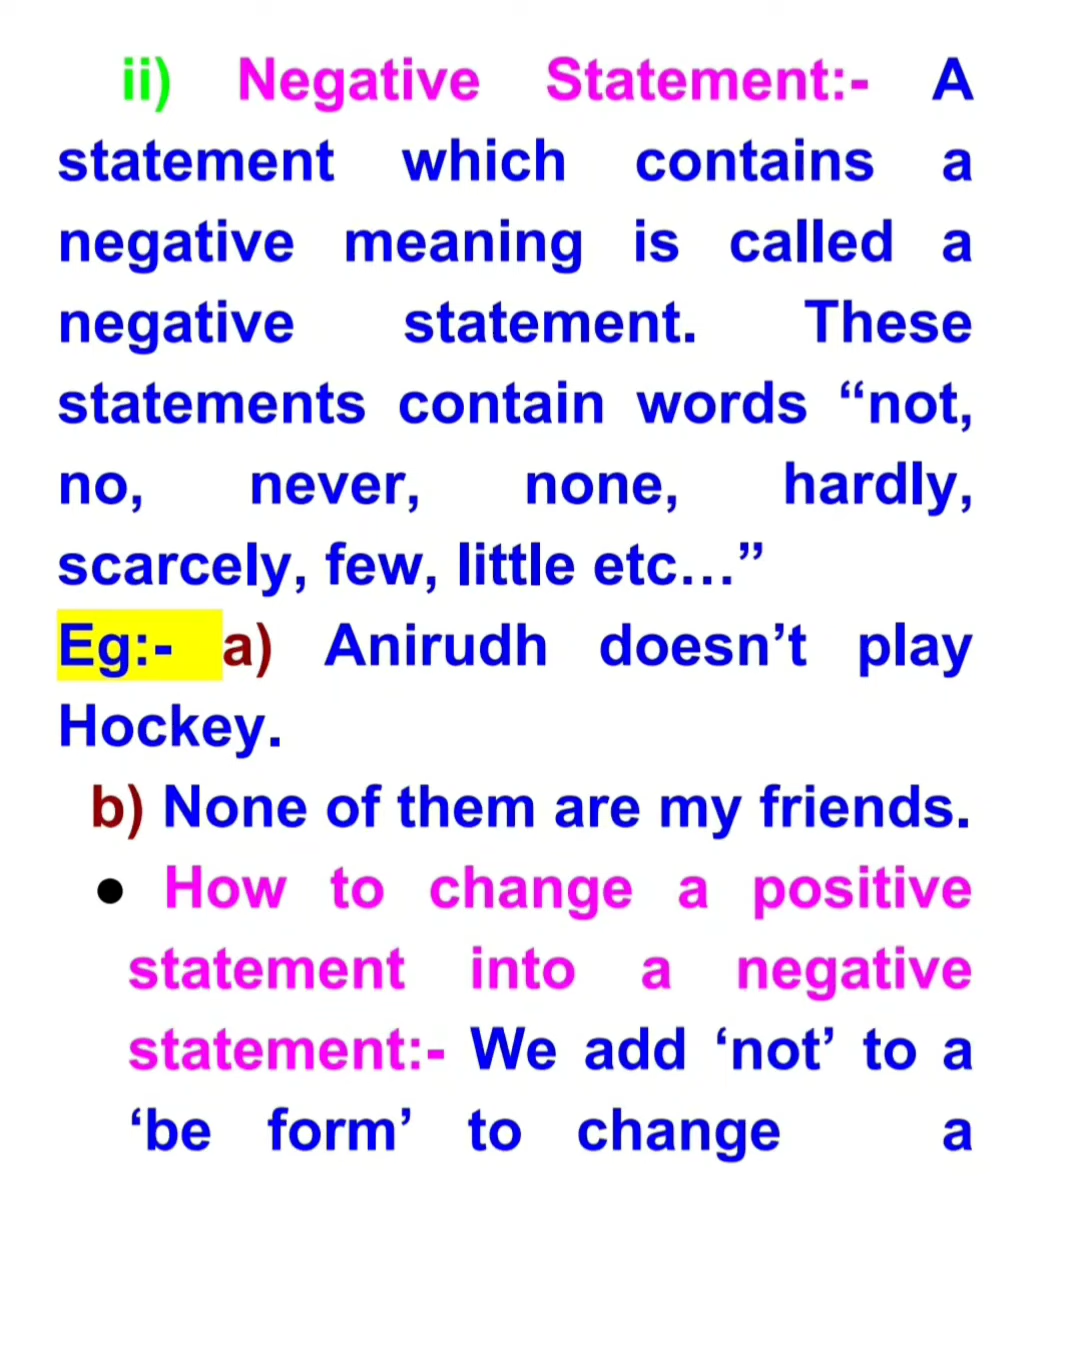 ii) Negative Statement:- A
statement which contains a
negative meaning is called a
negative statement. These
statements contain words “not,
no, never, none, hardly,
scarcely, few, little etc...”
Eg:- a) Anirudh doesn’t play
Hockey.
b) None of them are my friends.
● How to change a positive
statement into a negative
statement:- We add ‘not’ to a
‘be form’ to change a